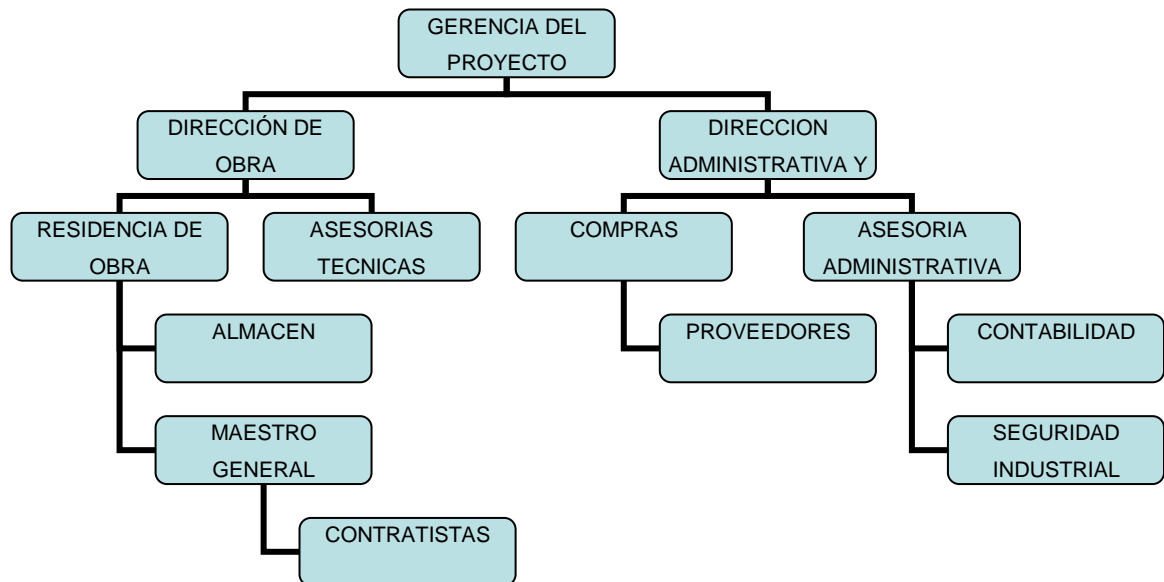 GERENCIA DEL
PROYECTO
DIRECCIÓN DE
OBRA
DIRECCION
ADMINISTRATIVA Y
RESIDENCIA DE
OBRA
ASESORIAS
TECNICAS
COMPRAS
ASESORIA
ADMINISTRATIVA
ALMACEN
PROVEEDORES
CONTABILIDAD
MAESTRO
GENERAL
SEGURIDAD
INDUSTRIAL
CONTRATISTAS